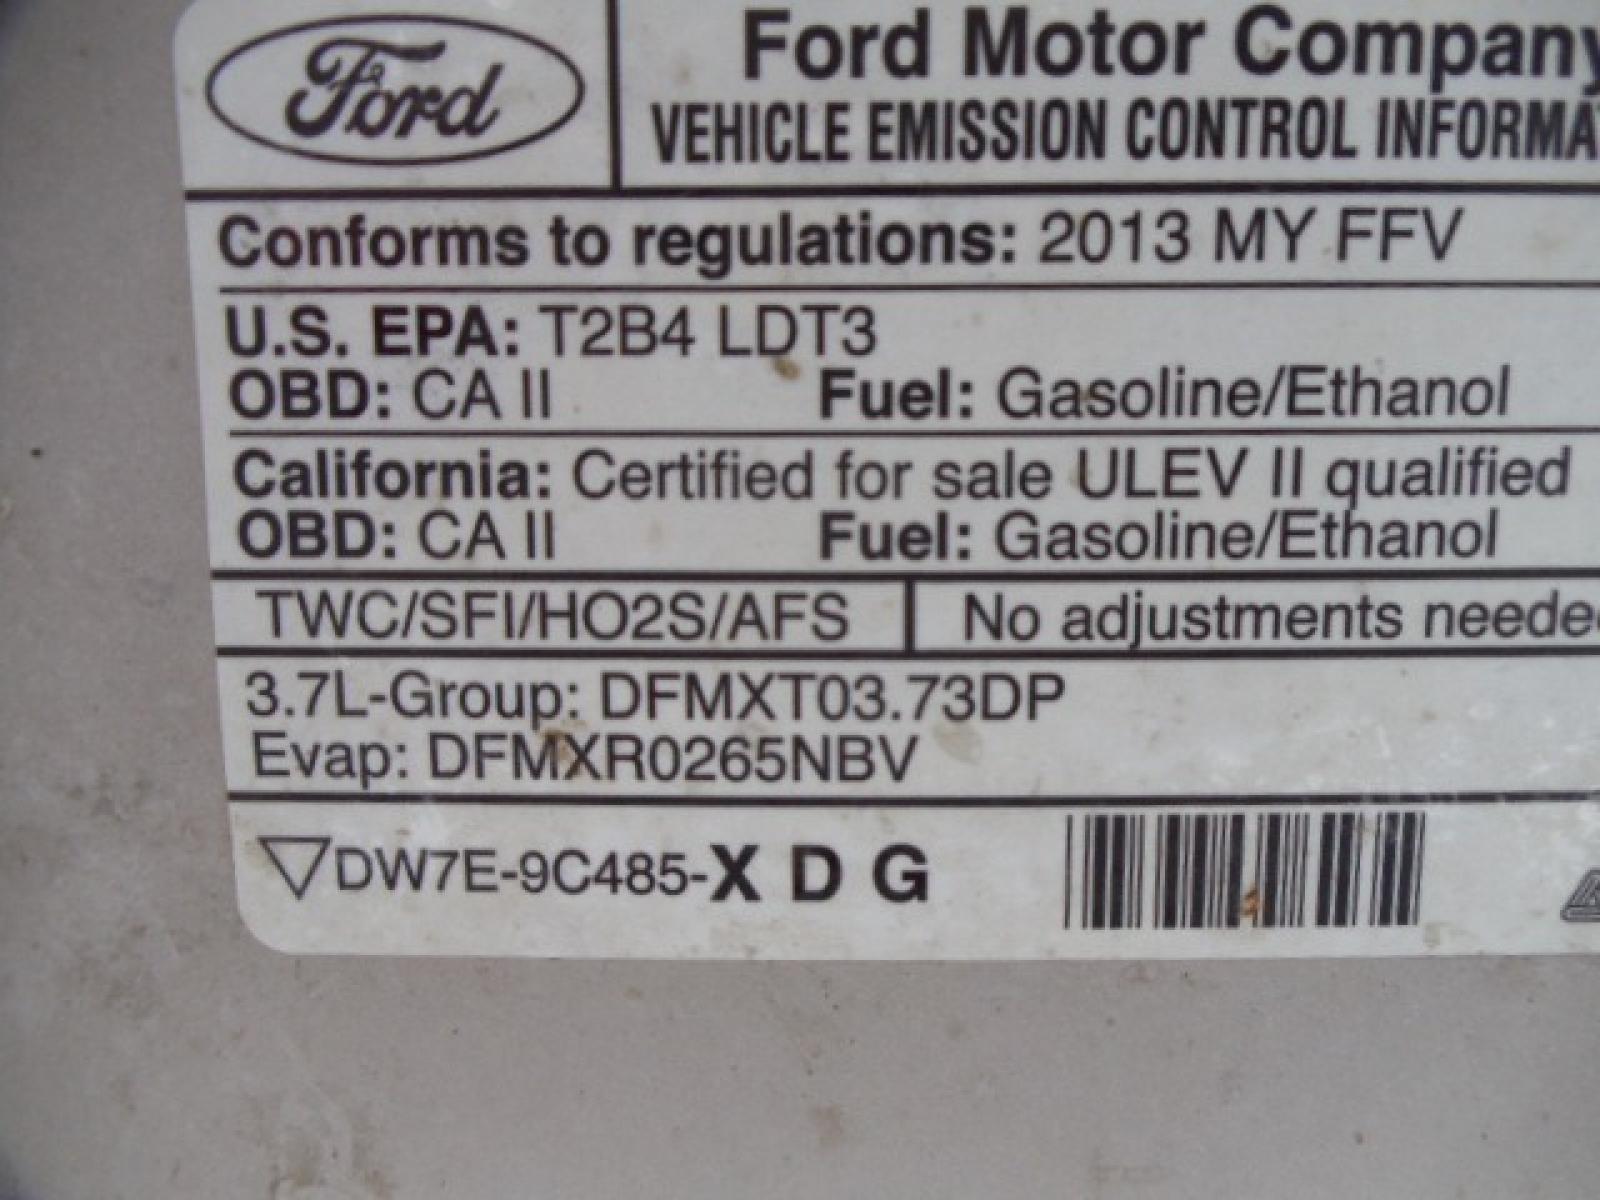 Ford
Ford Motor Company
VEHICLE EMISSION CONTROL
Conforms to regulations: 2013 MY FFV
U.S. EPA: T2B4 LDT3
OBD: CA II Fuel: Gasoline/Ethanol
California: Certified for sale ULEV II qualified
OBD: CA II Fuel: Gasoline/Ethanol
TWC/SFI/HO2S/AFS No adjustments
3.7L-Group: DFMXT03.73DP
Evap: DFMXR0265NBV
DW7E-9C485-X D G